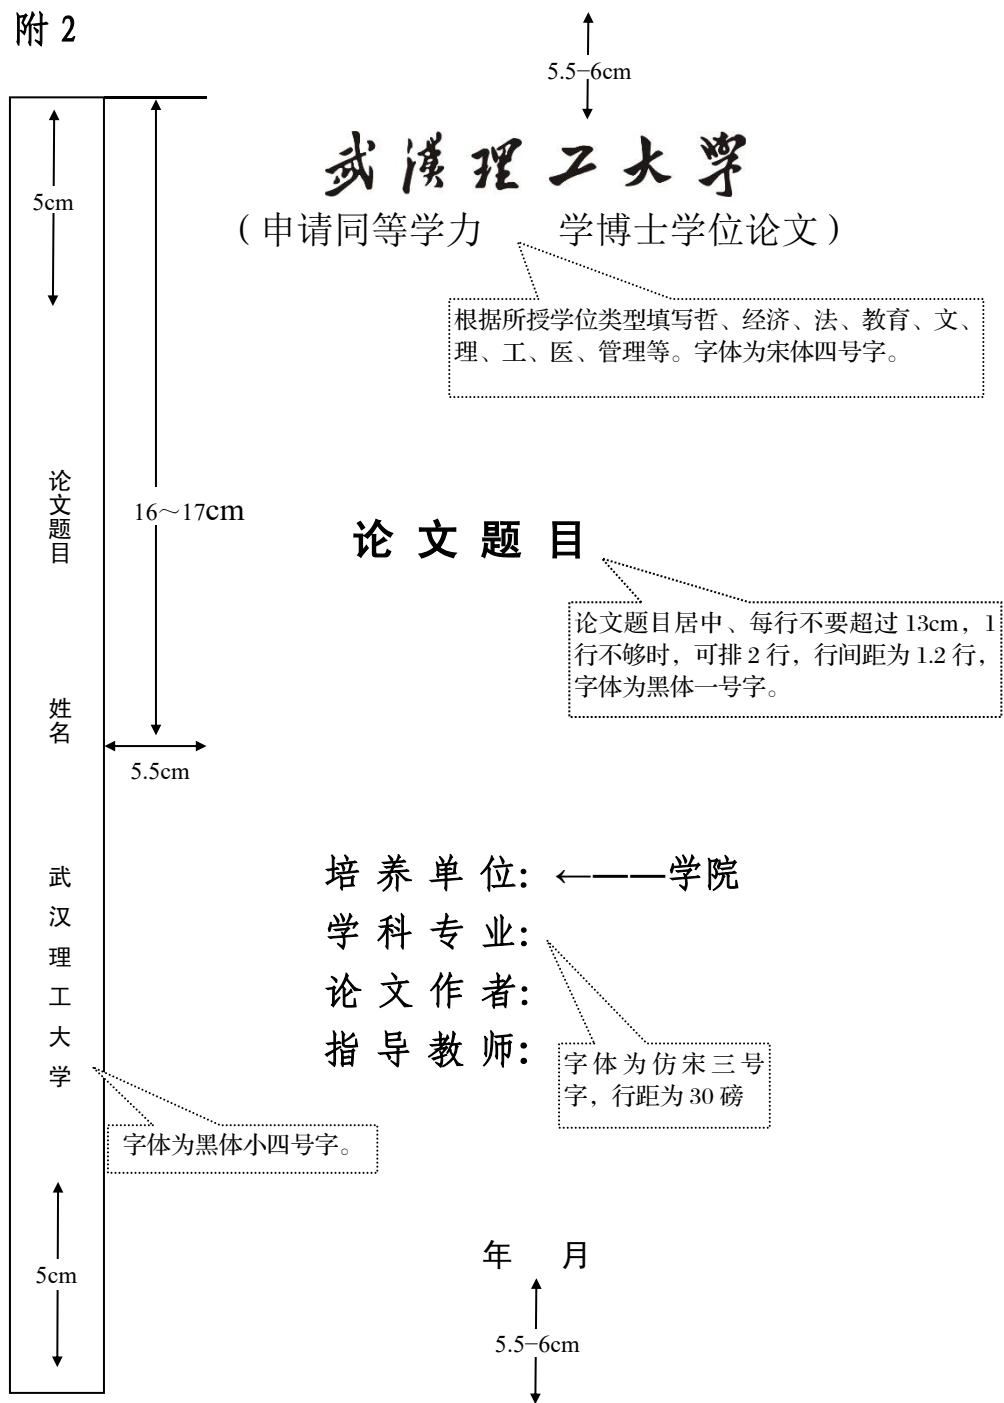 附 2
5.5-6cm
武漢理工大學
（申请同等学力 学博士学位论文）
根据所授学位类型填写哲、经济、法、教育、文、
理、工、医、管理等。字体为宋体四号字。
5cm
论文题目
姓名
武汉理工大学
字体为黑体小四号字。
5cm
16～17cm
5.5cm
论 文 题 目
论文题目居中、每行不要超过 13cm，1
行不够时，可排 2 行，行间距为 1.2 行，
字体为黑体一号字。
培 养 单 位: ←——学院
学 科 专 业:
论 文 作 者:
指 导 教 师:
字体为仿宋三号
字，行距为 30 磅
年 月
5.5-6cm